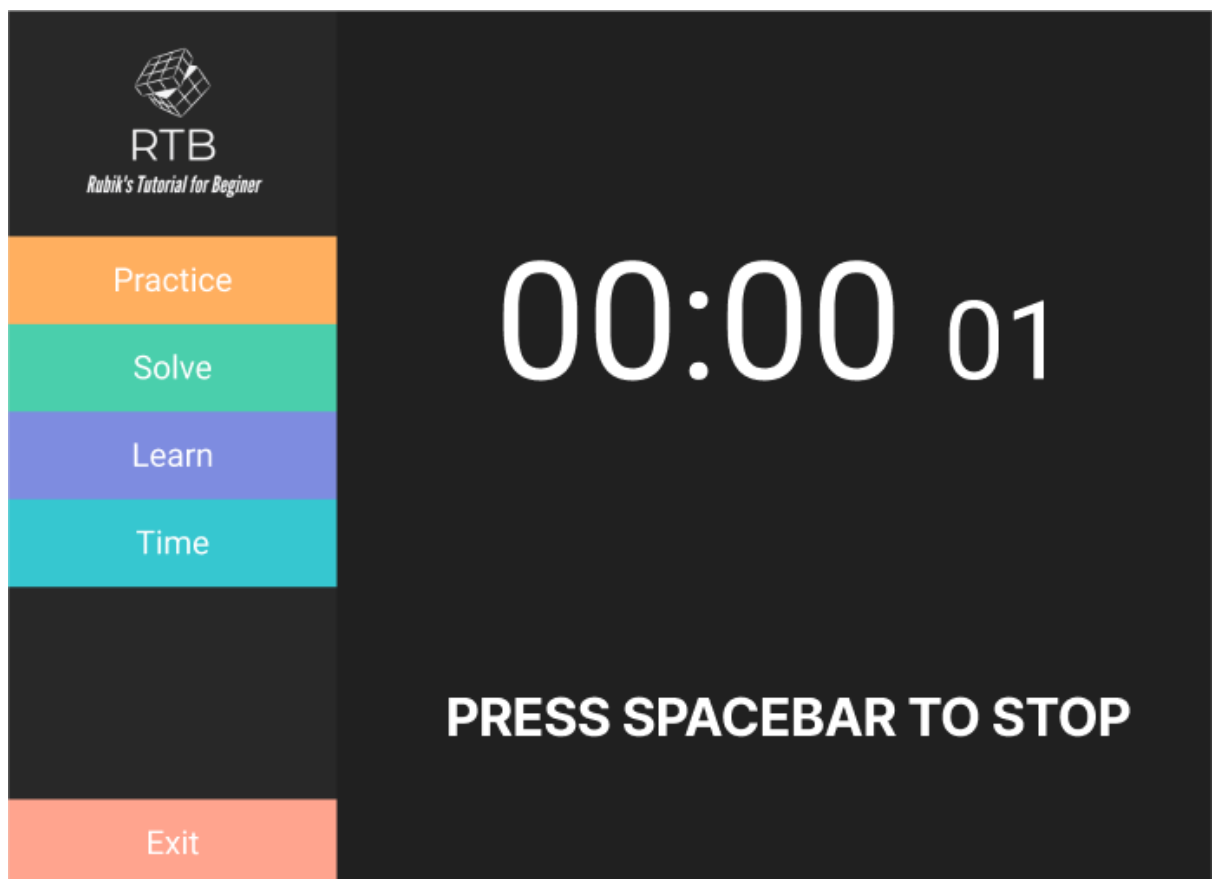 RTB
Rubik's Tutorial for Beginer
Practice
Solve
Learn
Time
Exit
00:00 01
PRESS SPACEBAR TO STOP